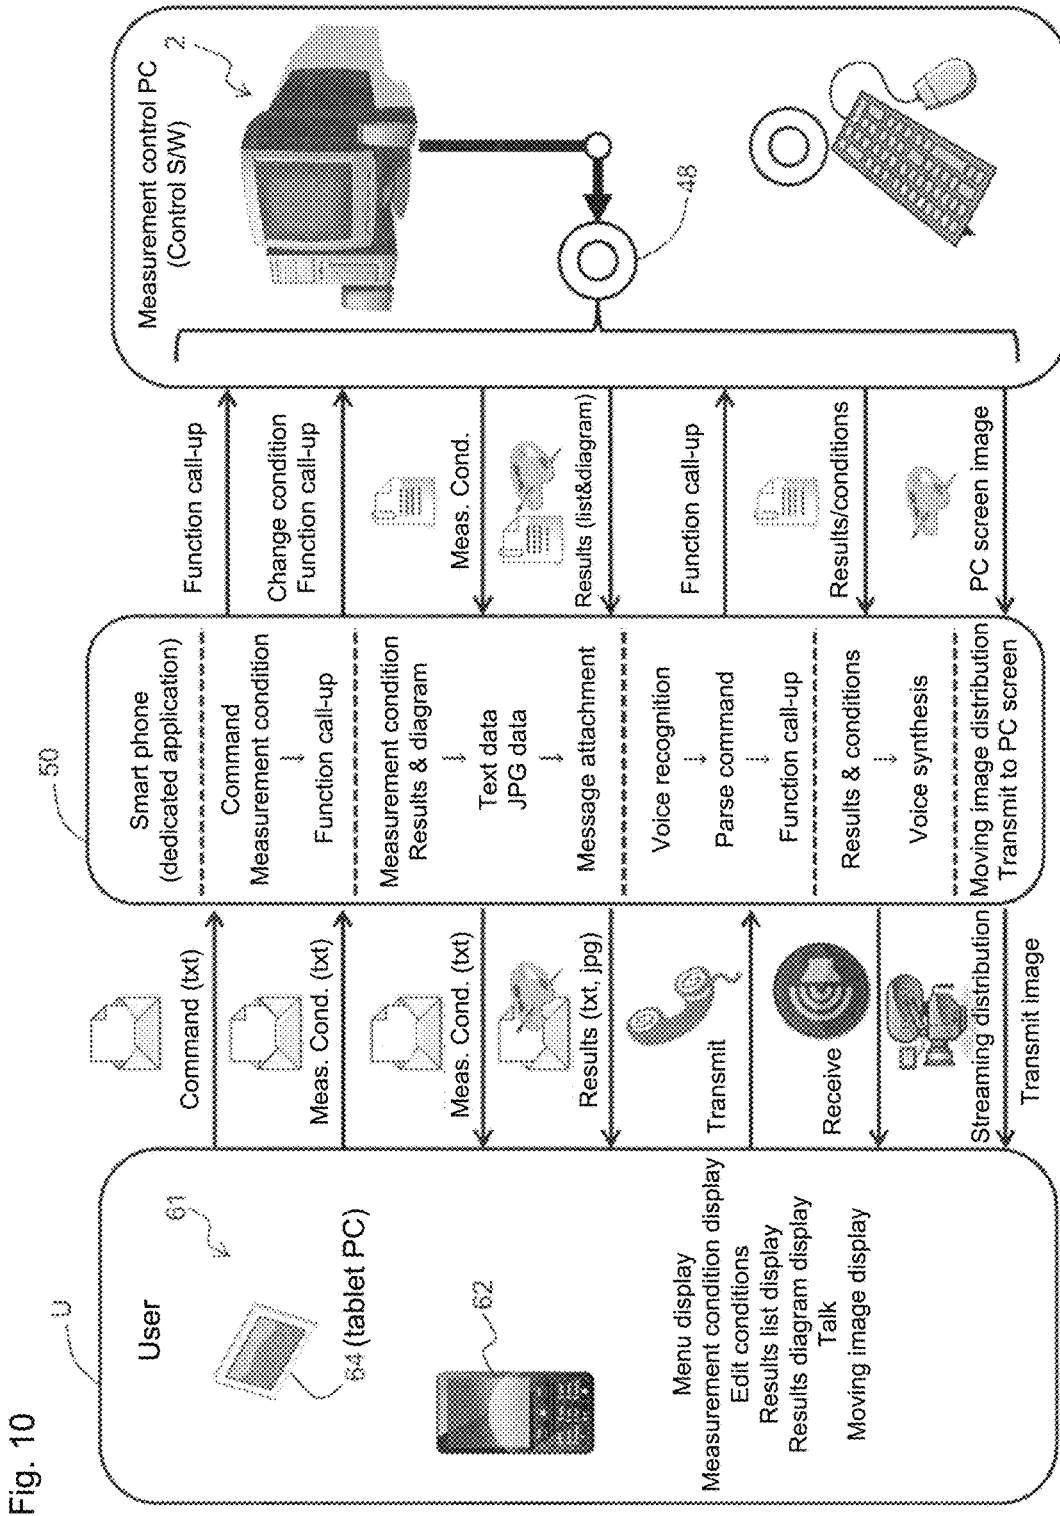 Fig. 10
U
User
61
64 (tablet PC)
62
Menu display
Measurement condition display
Edit conditions
Results list display
Results diagram display
Talk
Moving image display
Command (txt)
Meas. Cond. (txt)
Meas. Cond. (txt)
Results (txt, jpg)
Transmit
Receive
Streaming distribution
Transmit image
50
Smart phone
(dedicated application)
Command
Measurement condition
Function call-up
Measurement condition
Results & diagram
Text data
JPG data
Message attachment
Voice recognition
Parse command
Function call-up
Results & conditions
Voice synthesis
Moving image distribution
Transmit to PC screen
Function call-up
Change condition
Function call-up
Meas. Cond.
Results (list&diagram)
Function call-up
Results/conditions
PC screen image
Measurement control PC
(Control S/W)
2
48